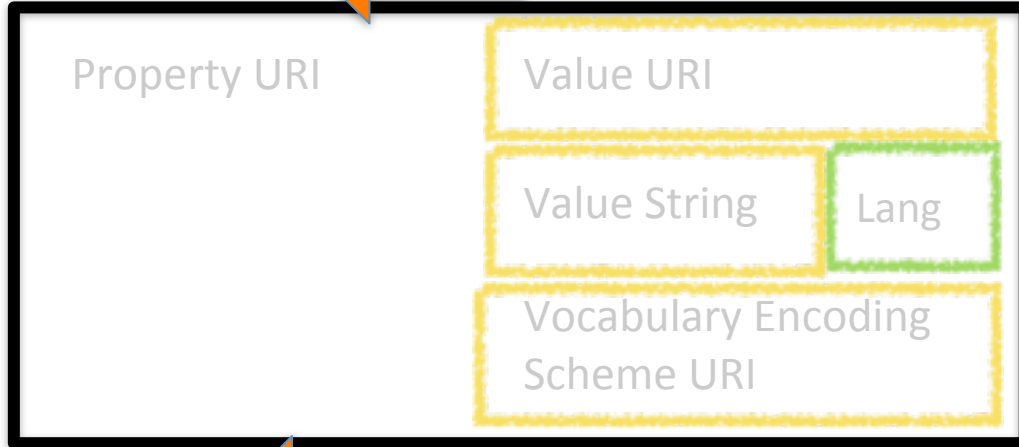 Property URI
Value URI
Value String
Lang
Vocabulary Encoding
Scheme URI